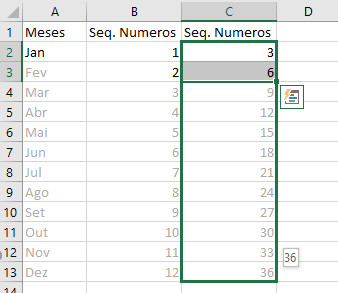 A B C D
1 Meses Seq. Numeros Seq. Numeros
2 Jan 1 3
3 Fev 2 6
4 Mar 3 9
5 Abr 4 12
6 Mai 5 15
7 Jun 6 18
8 Jul 7 21
9 Ago 8 24
10 Set 9 27
11 Out 10 30
12 Nov 11 33 36
13 Dez 12 36
14